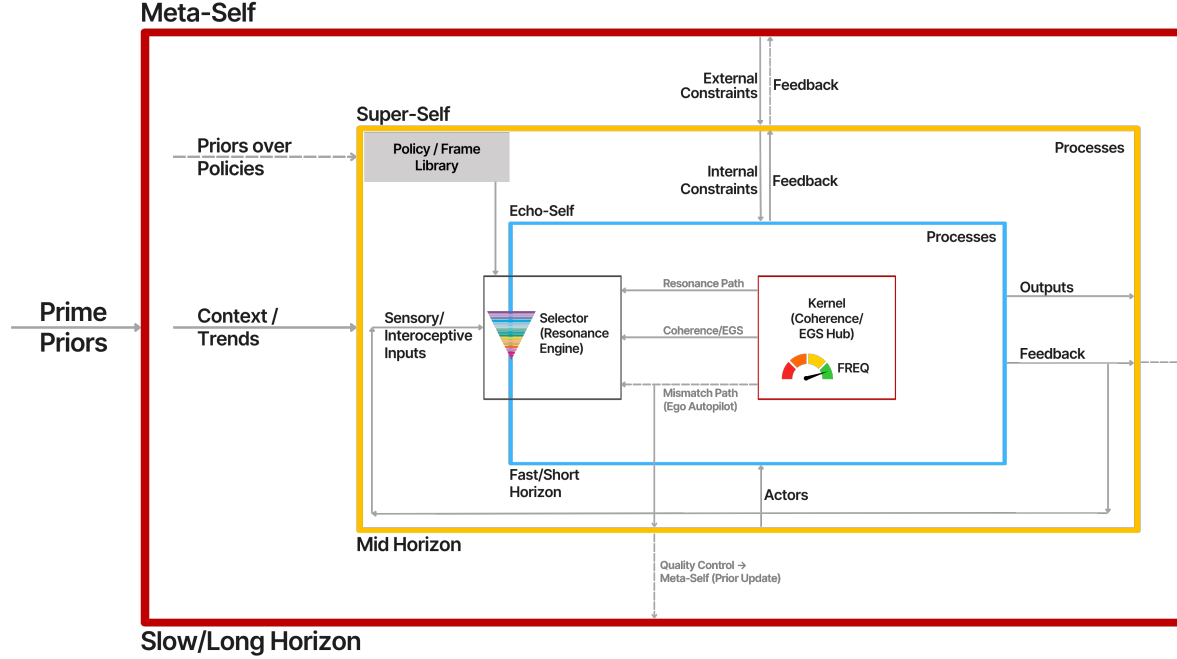 Meta-Self
External
Constraints
Feedback
Super-Self
Priors over
Policies
Policy / Frame
Library
Processes
Internal
Constraints
Feedback
Echo-Self
Processes
Prime
Priors
Context /
Trends
Sensory/
Interoceptive
Inputs
Selector
(Resonance
Engine)
Resonance Path
Coherence/EGS
Mismatch Path
(Ego Autopilot)
Kernel
(Coherence/
EGS Hub)
FREQ
Outputs
Feedback
Fast/Short
Horizon
Actors
Mid Horizon
Quality Control →
Meta-Self (Prior Update)
Slow/Long Horizon